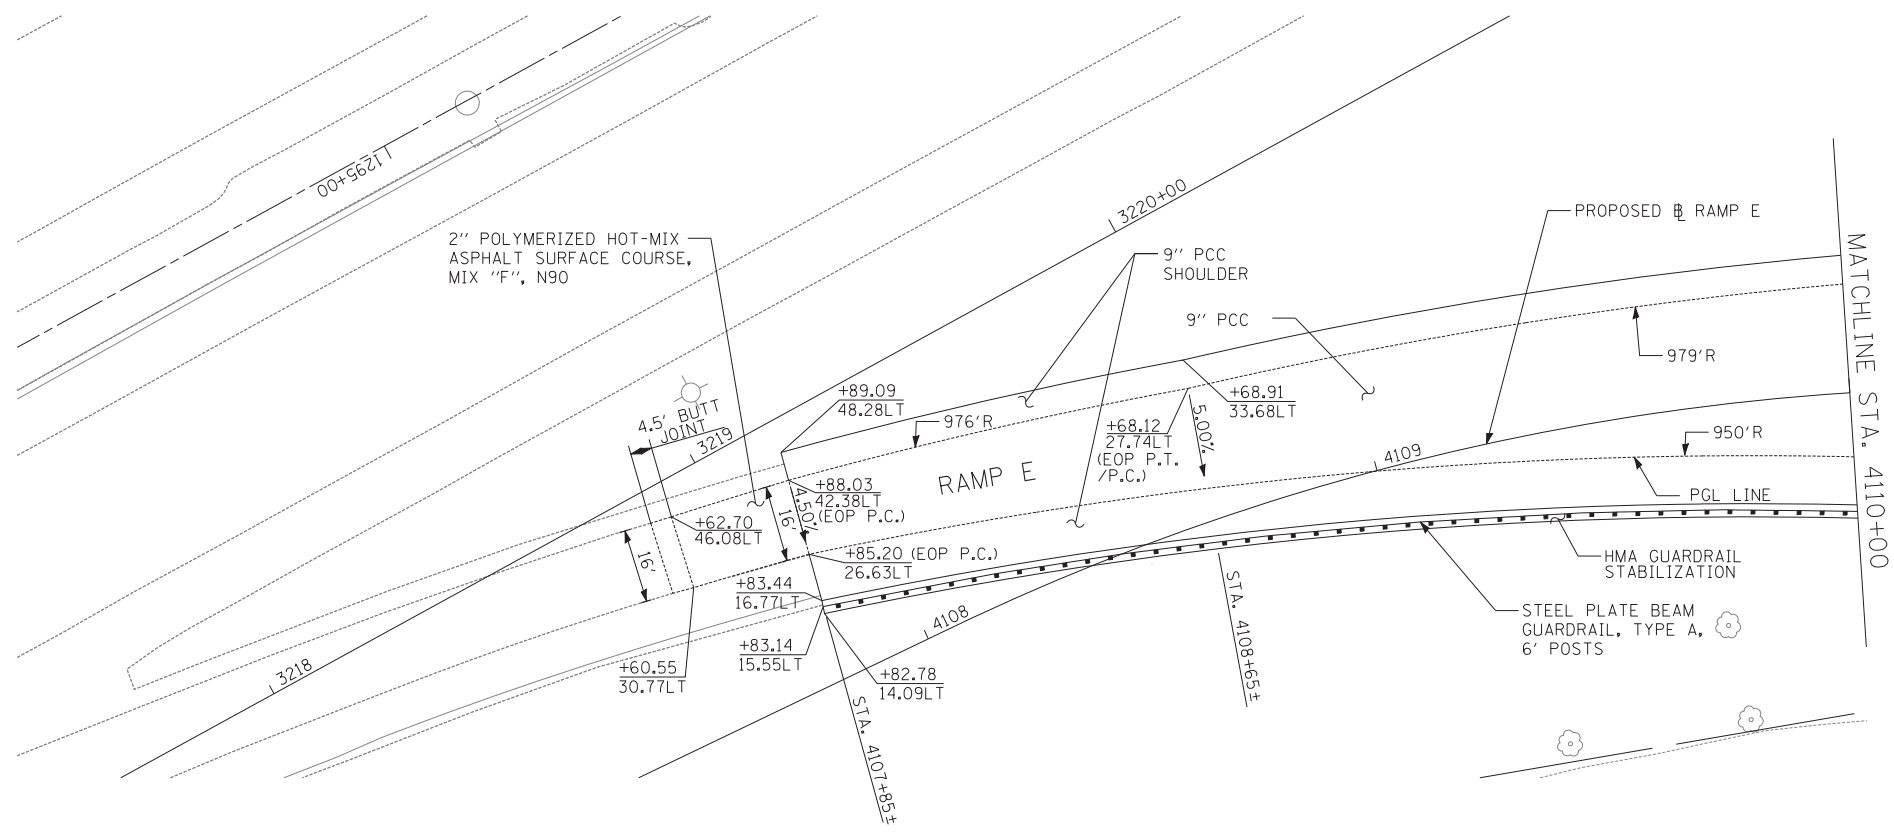 11295+00
2'' POLYMERIZED HOT-MIX
ASPHALT SURFACE COURSE,
MIX ''F'', N90
3220+00
9'' PCC
SHOULDER
9'' PCC
PROPOSED B RAMP E
MATCHLINE STA. 4110+00
979'R
4.5' BUTT
JOINT
3219
+89.09
48.28LT
976'R
+68.91
33.68LT
+68.12
27.74LT
(EOP P.T.
/P.C.)
5.00%
4109
950'R
RAMP E
+88.03
42.38LT
(EOP P.C.)
4.50%
16'
PGL LINE
+62.70
46.08LT
16'
+85.20 (EOP P.C.)
26.63LT
HMA GUARDRAIL
STABILIZATION
+83.44
16.77LT
STA. 4108+65±
4108
STEEL PLATE BEAM
GUARDRAIL, TYPE A,
6' POSTS
+83.14
15.55LT
3218
+60.55
30.77LT
+82.78
14.09LT
STA. 4107+85±